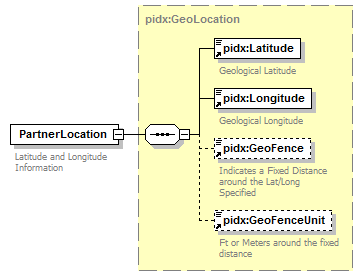 pidx:GeoLocation
pidx:Latitude
Geological Latitude
pidx:Longitude
Geological Longitude
PartnerLocation
Latitude and Longitude
Information
pidx:GeoFence
Indicates a Fixed Distance
around the Lat/Long
Specified
pidx:GeoFenceUnit
Ft or Meters around the fixed
distance